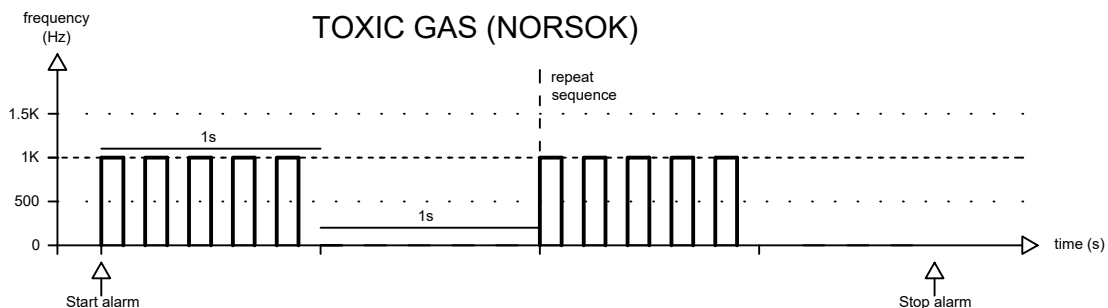 TOXIC GAS (NORSOK)
frequency
(Hz)
repeat
sequence
1.5K
1s
1K
500
1s
0
time (s)
Start alarm
Stop alarm